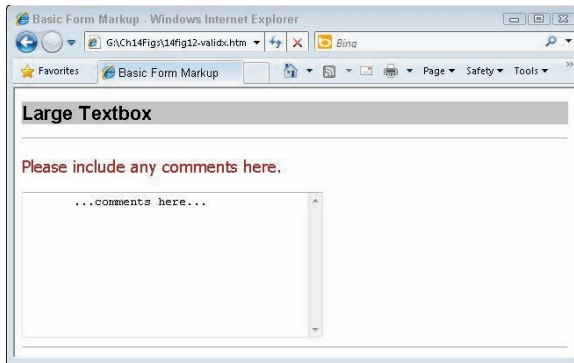 Basic Form Markup - Windows Internet Explorer
G:\Ch14Figs\14fig12-validx.htm
Bing
Favorites
Basic Form Markup
Page
Safety
Tools
Large Textbox
Please include any comments here.
...comments here...